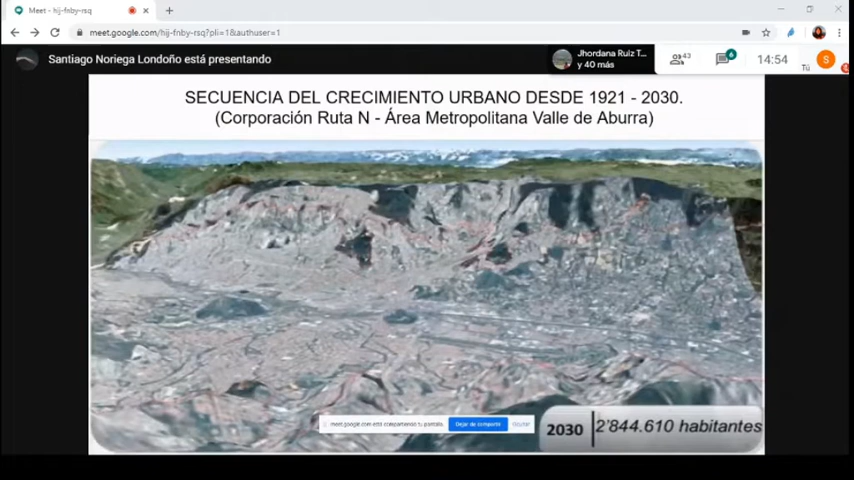 Meet - hij-fnby-rsq
meet.google.com/hij-fnby-rsq?pli=1&authuser=1
Santiago Noriega Londoño está presentando
Jhordana Ruiz T...
y 40 más
43
6
14:54
Tú
S
SECUENCIA DEL CRECIMIENTO URBANO DESDE 1921 - 2030.
(Corporación Ruta N - Área Metropolitana Valle de Aburra)
meet.google.com está compartiendo tu pantalla.
Dejar de compartir
Ocultar
2030
2'844.610 habitantes